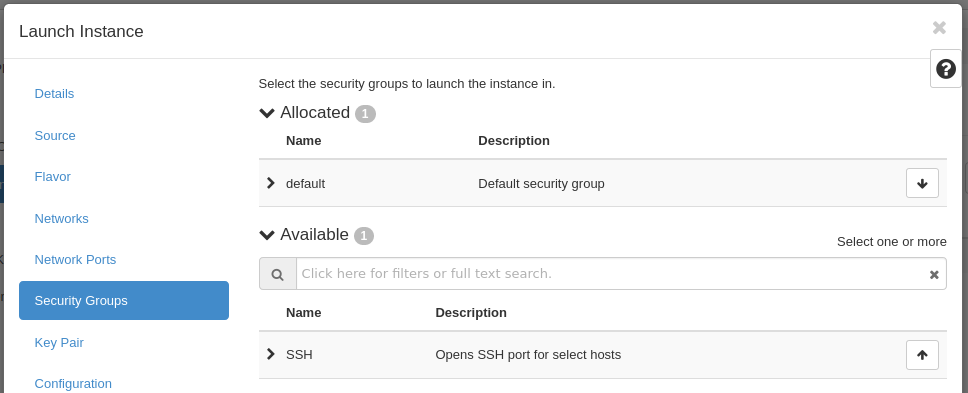 Launch Instance
Details
Source
Flavor
Networks
Network Ports
Security Groups
Key Pair
Configuration
Select the security groups to launch the instance in.
Allocated 1
Name Description
default Default security group
Available 1
Select one or more
Click here for filters or full text search.
Name Description
SSH Opens SSH port for select hosts